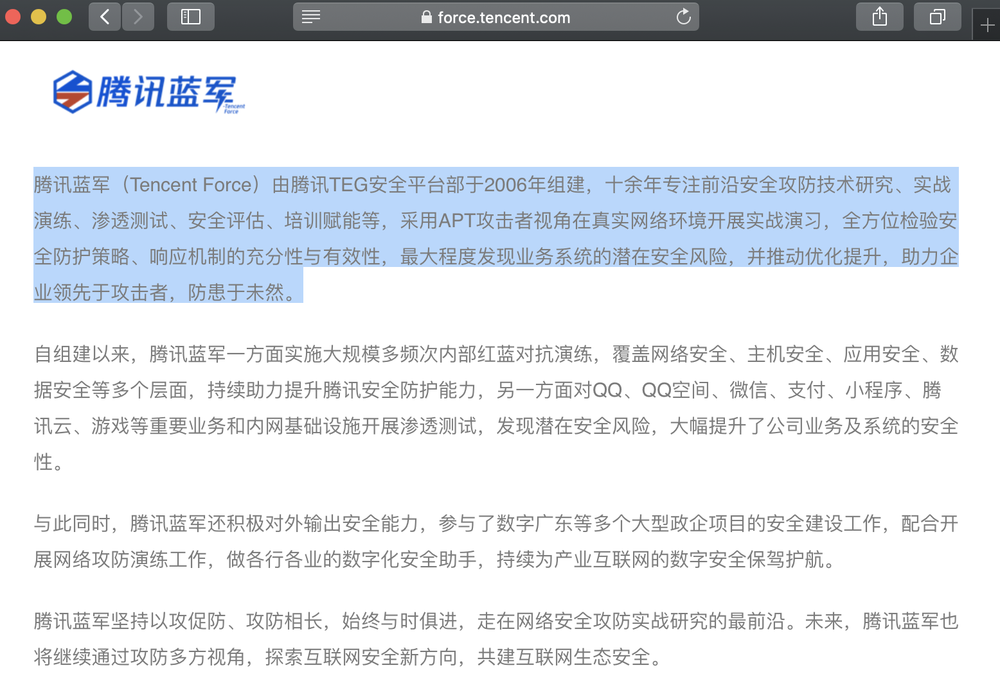 force.tencent.com
腾讯蓝军
-Tencent
Force
腾讯蓝军（Tencent Force）由腾讯TEG安全平台部于2006年组建，十余年专注前沿安全攻防技术研究、实战
演练、渗透测试、安全评估、培训赋能等，采用APT攻击者视角在真实网络环境开展实战演习，全方位检验安
全防护策略、响应机制的充分性与有效性，最大程度发现业务系统的潜在安全风险，并推动优化提升，助力企
业领先于攻击者，防患于未然。
自组建以来，腾讯蓝军一方面实施大规模多频次内部红蓝对抗演练，覆盖网络安全、主机安全、应用安全、数
据安全等多个层面，持续助力提升腾讯安全防护能力，另一方面对QQ、QQ空间、微信、支付、小程序、腾
讯云、游戏等重要业务和内网基础设施开展渗透测试，发现潜在安全风险，大幅提升了公司业务及系统的安全
性。
与此同时，腾讯蓝军还积极对外输出安全能力，参与了数字广东等多个大型政企项目的安全建设工作，配合开
展网络攻防演练工作，做各行各业的数字化安全助手，持续为产业互联网的数字安全保驾护航。
腾讯蓝军坚持以攻促防、攻防相长，始终与时俱进，走在网络安全攻防实战研究的最前沿。未来，腾讯蓝军也
将继续通过攻防多方视角，探索互联网安全新方向，共建互联网生态安全。